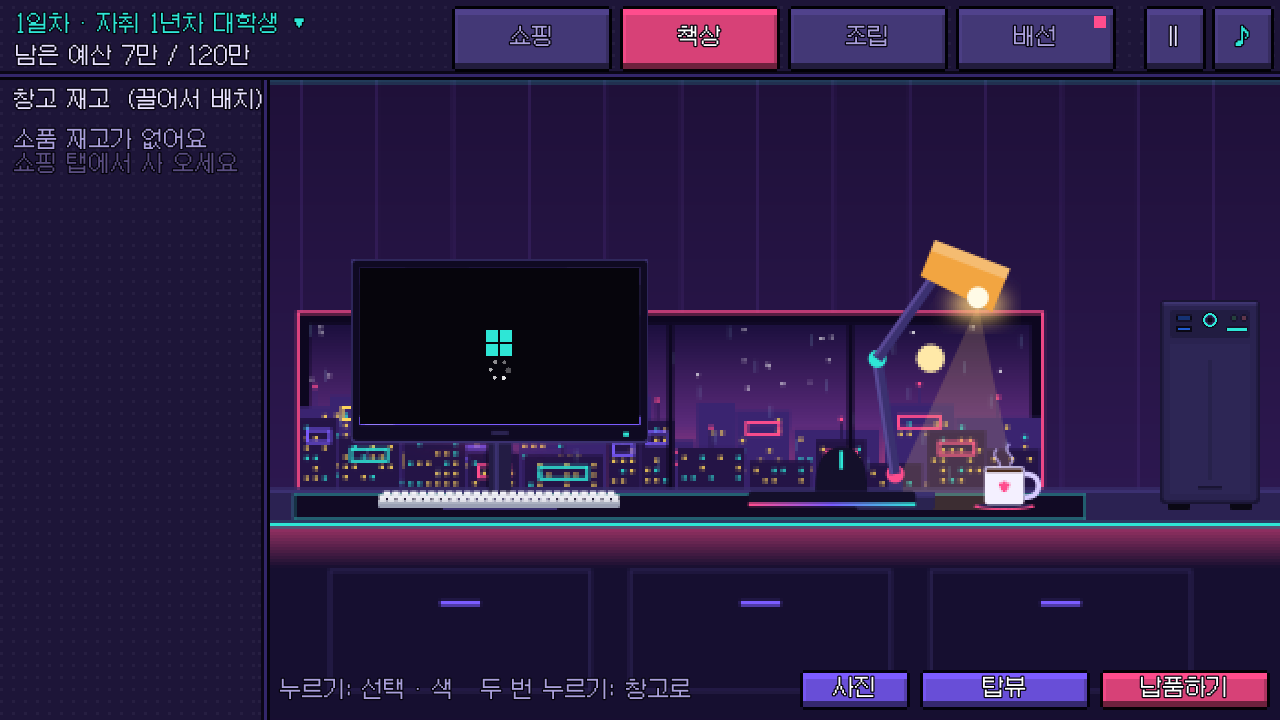 1일차 · 자취 1년차 대학생 ▼
남은 예산 7만 / 120만
쇼핑
책상
조립
배선
창고 재고 (끌어서 배치)
소품 재고가 없어요
쇼핑 탭에서 사 오세요
누르기: 선택 · 색 두 번 누르기: 창고로
사진
탑뷰
납품하기